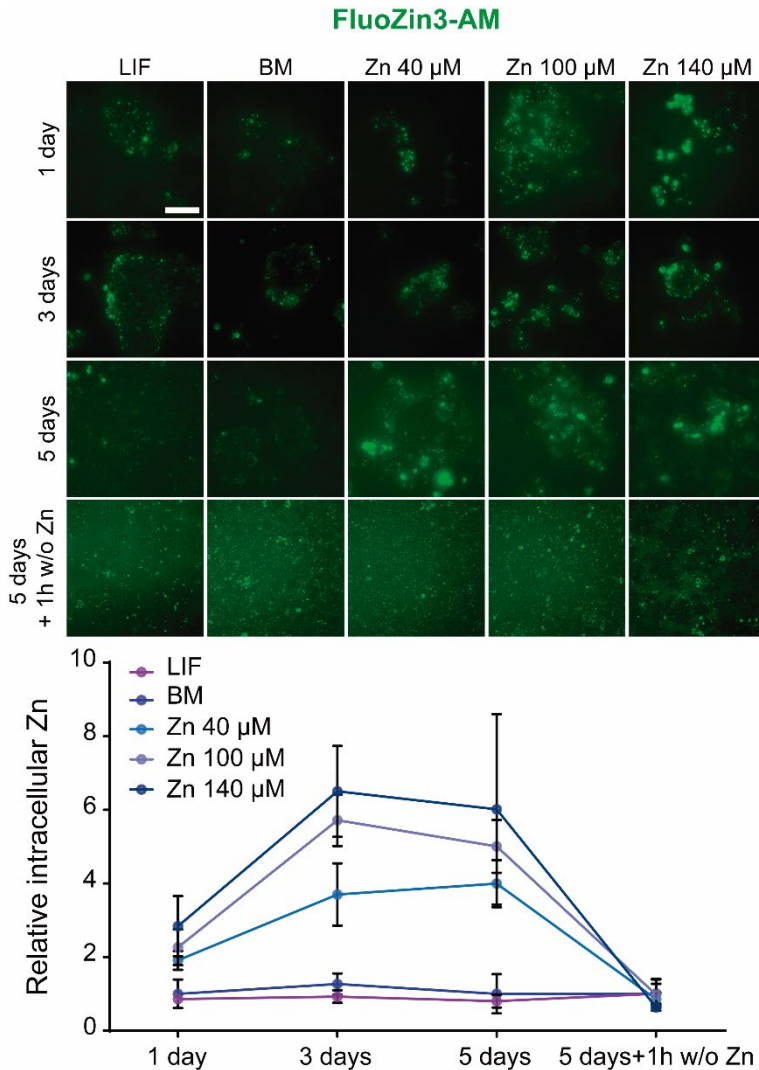 FluoZin3-AM
LIF BM Zn 40 µM Zn 100 µM Zn 140 µM
1 day
3 days
5 days
5 days
+ 1h w/o Zn
10
8
6
4
2
0
Relative intracellular Zn
LIF
BM
Zn 40 µM
Zn 100 µM
Zn 140 µM
1 day 3 days 5 days 5 days+1h w/o Zn